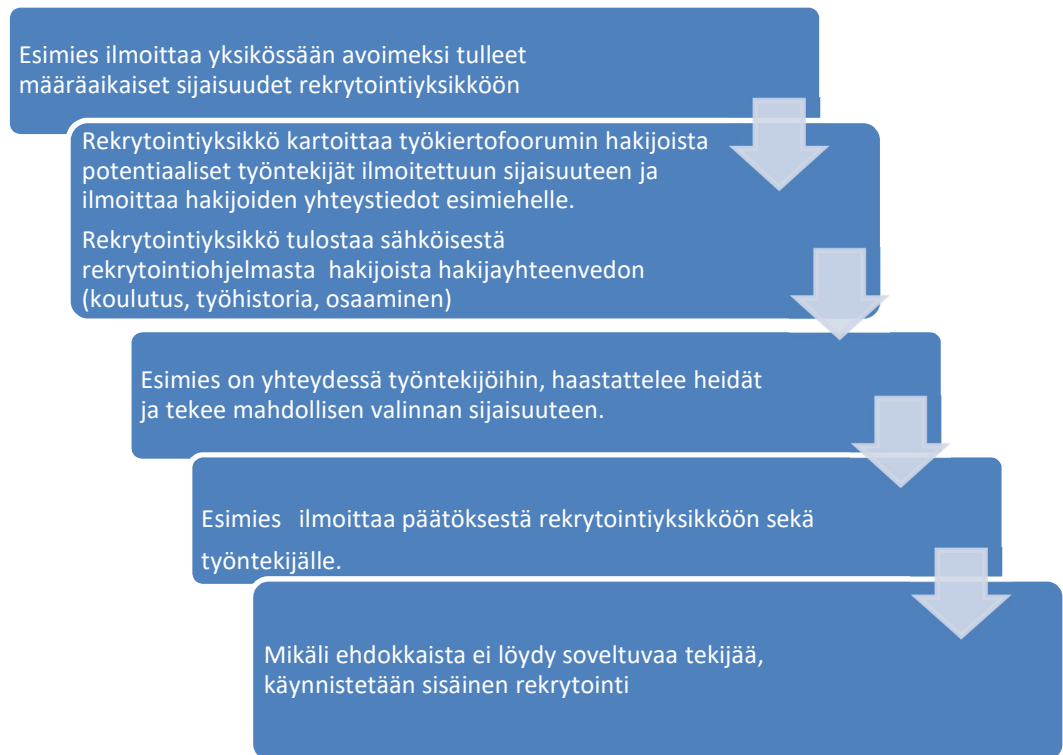 Esimies ilmoittaa yksikössään avoimeksi tulleet
määräaikaiset sijaisuudet rekrytointiyksikköön
Rekrytointiyksikkö kartoittaa työkiertofoorumin hakijoista
potentiaaliset työntekijät ilmoitettuun sijaisuuteen ja
ilmoittaa hakijoiden yhteystiedot esimiehelle.
Rekrytointiyksikkö tulostaa sähköisestä
rekrytointiohjelmasta hakijoista hakijayhteenvedon
(koulutus, työhistoria, osaaminen)
Esimies on yhteydessä työntekijöihin, haastattelee heidät
ja tekee mahdollisen valinnan sijaisuuteen.
Esimies ilmoittaa päätöksestä rekrytointiyksikköön sekä
työntekijälle.
Mikäli ehdokkaista ei löydy soveltuvaa tekijää,
käynnistetään sisäinen rekrytointi